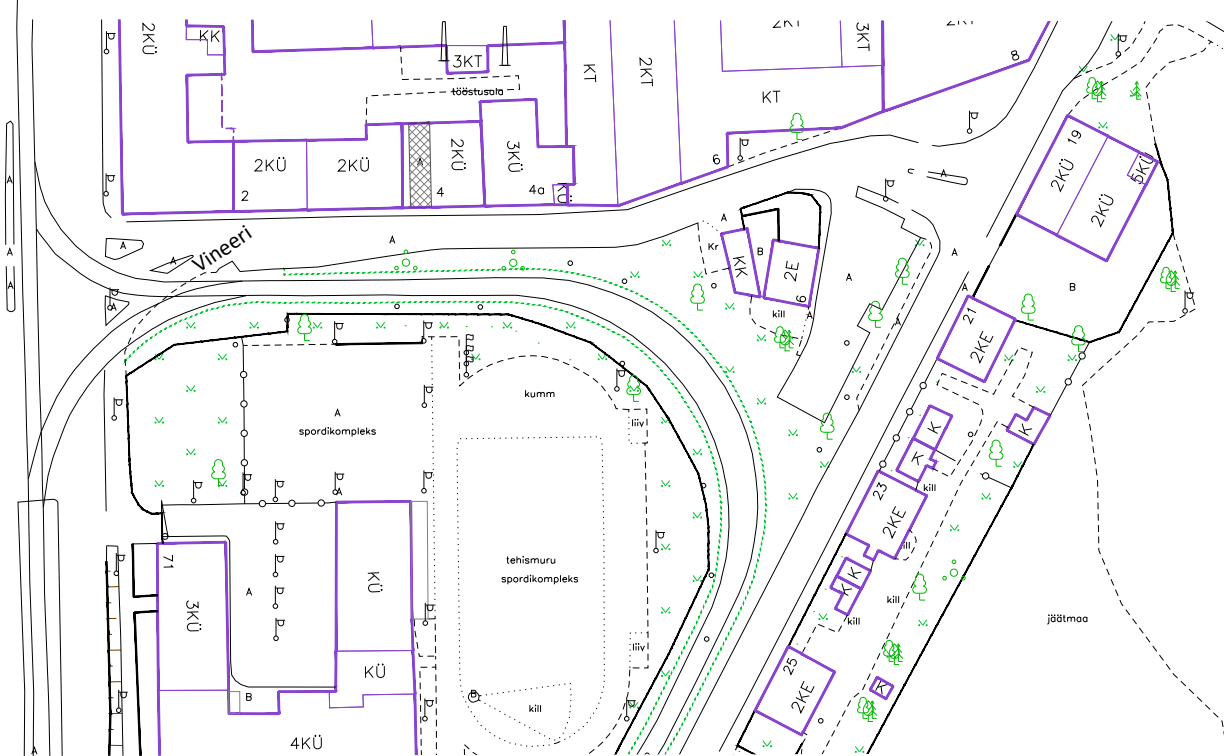 2KÜ
KK
3KT
2KT
3KT
2KT
8
KT
2KT
KT
tööstusala
2KÜ
2KÜ
A
2KÜ
3KÜ
2
4
4a
KÜ
6
A
19
2KÜ
5KÜ
2KÜ
A
A
A
A
A
Vineeri
A
A
A
Kr
KK
B
2E
6
A
A
A
A
A
B
kill
A
21
2KE
kumm
liiv
A
spordikompleks
K
K
K
kill
23
2KE
kill
A
71
3KÜ
A
KÜ
tehismuru
spordikompleks
K
K
kill
kill
jäätmaa
liiv
KÜ
B
B
kill
25
2KE
K
4KÜ
A